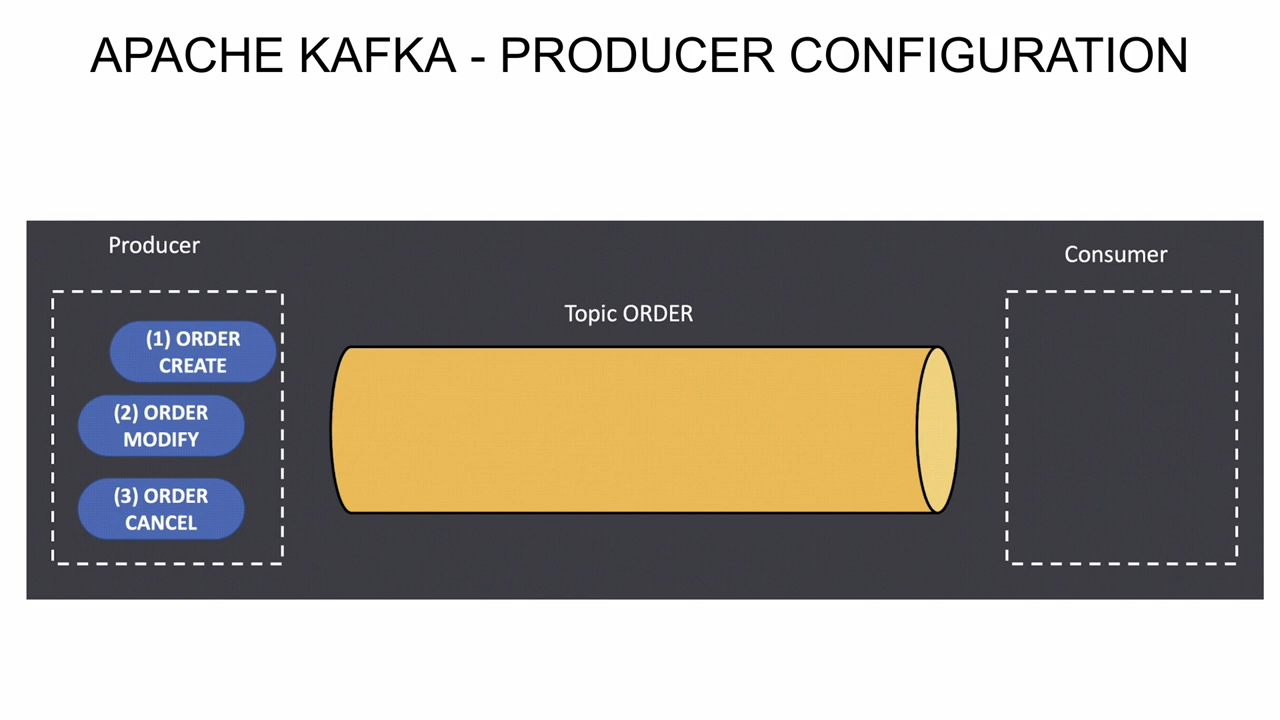 APACHE KAFKA - PRODUCER CONFIGURATION
Producer
Consumer
Topic ORDER
(1) ORDER
CREATE
(2) ORDER
MODIFY
(3) ORDER
CANCEL